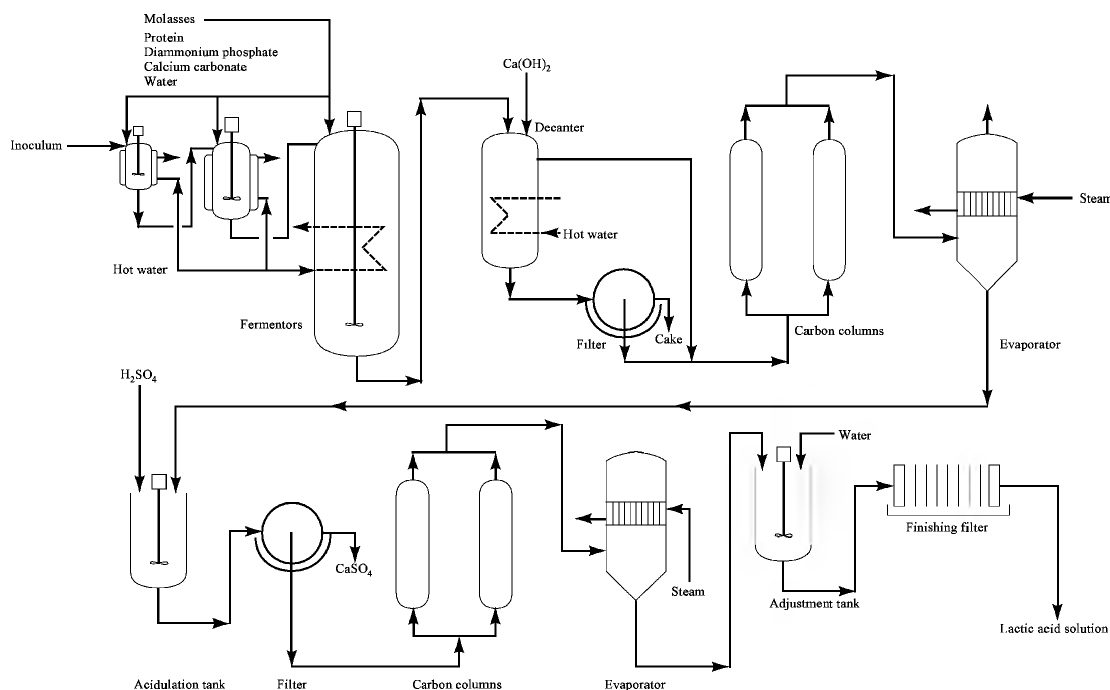 Molasses
Protein
Diammonium phosphate
Calcium carbonate
Water
Inoculum
Hot water
Fermentors
Ca(OH)2
Decanter
Hot water
Filter
Cake
Carbon columns
Steam
Evaporator
H2SO4
Acidulation tank
CaSO4
Filter
Carbon columns
Steam
Evaporator
Water
Adjustment tank
Finishing filter
Lactic acid solution